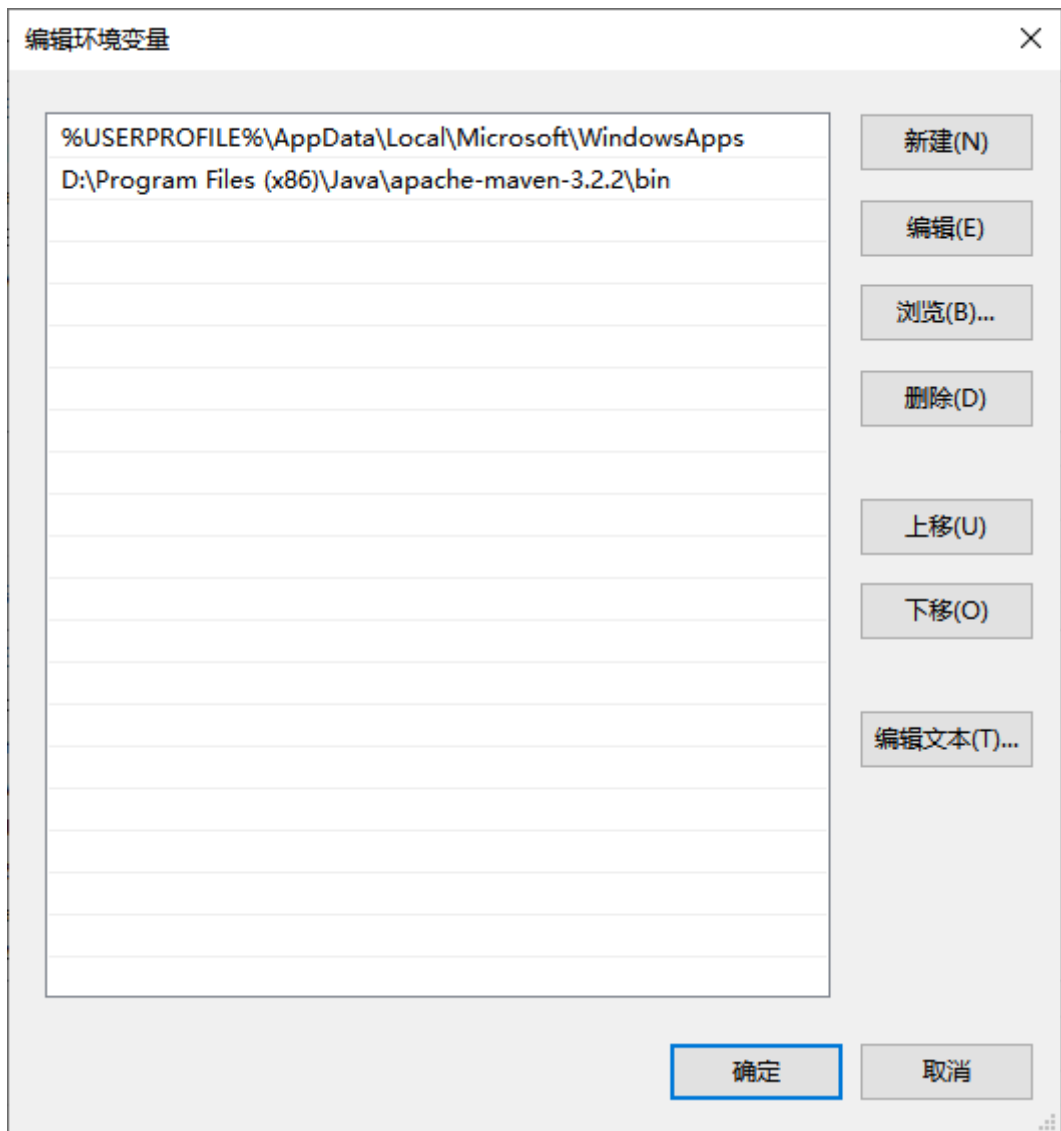 编辑环境变量
%USERPROFILE%\AppData\Local\Microsoft\WindowsApps
D:\Program Files (x86)\Java\apache-maven-3.2.2\bin
新建(N)
编辑(E)
浏览(B)...
删除(D)
上移(U)
下移(O)
编辑文本(T)...
确定
取消